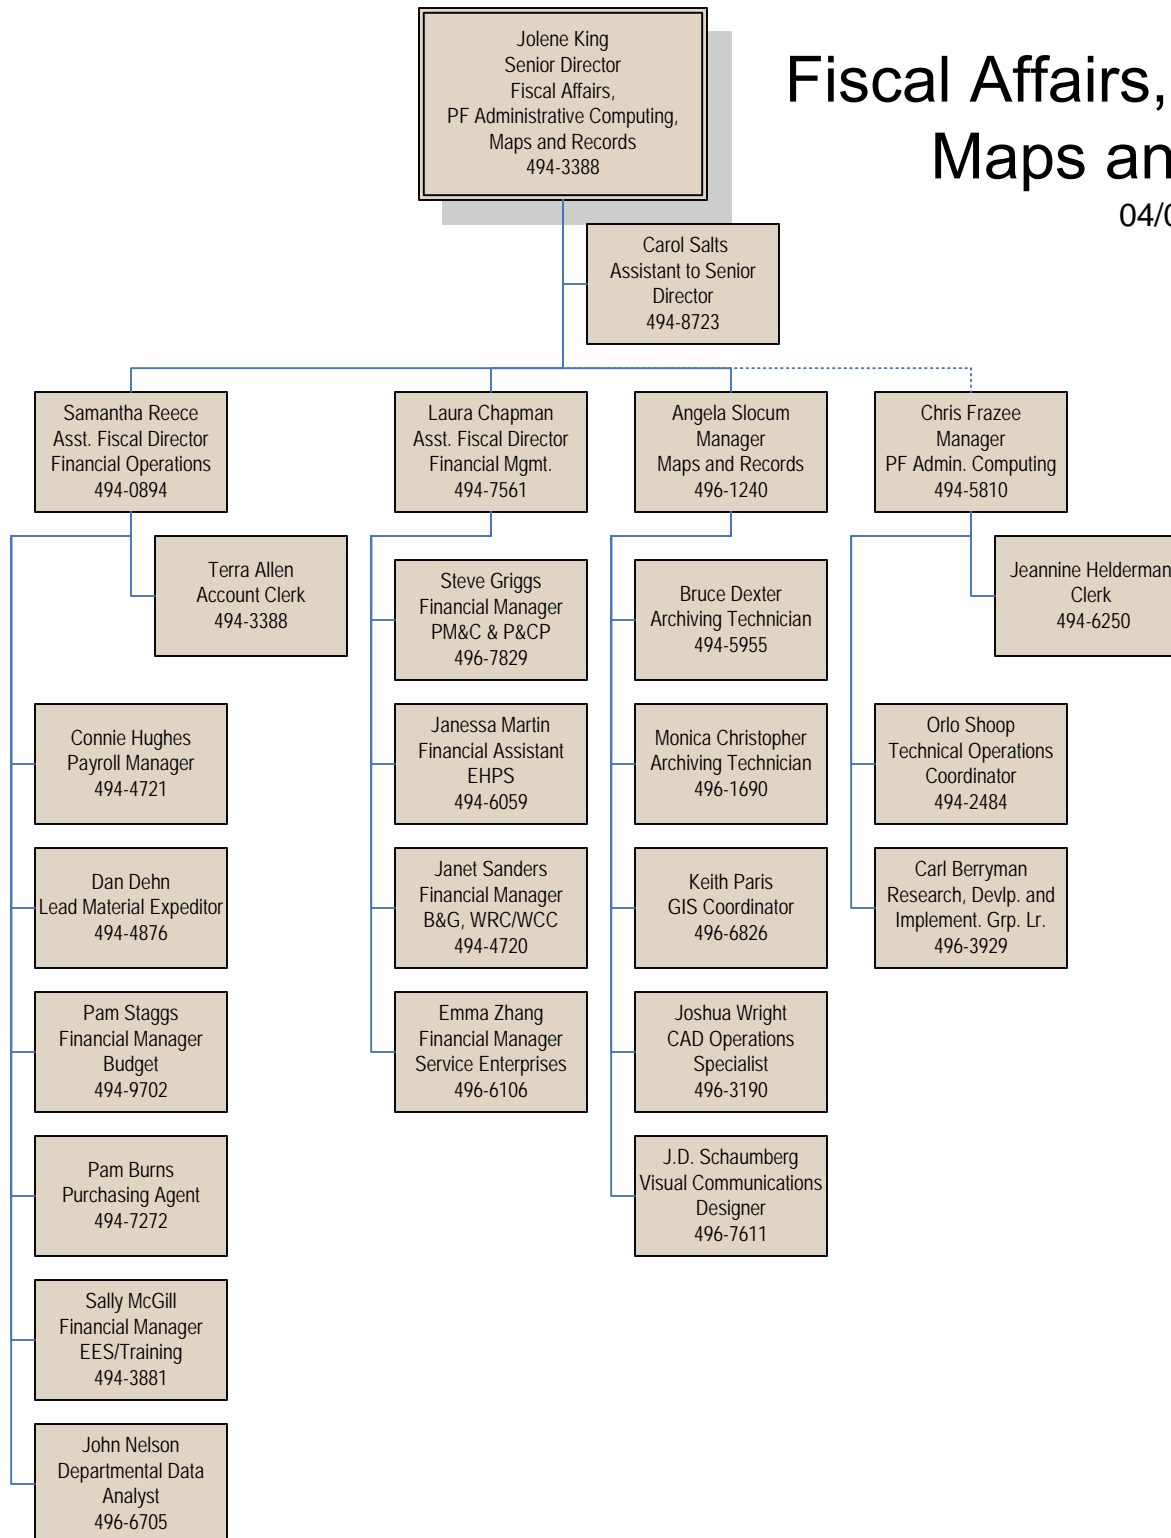 Jolene King
Senior Director
Fiscal Affairs,
PF Administrative Computing,
Maps and Records
494-3388
Fiscal Affairs,
Maps an
04/0
Carol Salts
Assistant to Senior
Director
494-8723
Samantha Reece
Asst. Fiscal Director
Financial Operations
494-0894
Laura Chapman
Asst. Fiscal Director
Financial Mgmt.
494-7561
Angela Slocum
Manager
Maps and Records
496-1240
Chris Frazee
Manager
PF Admin. Computing
494-5810
Terra Allen
Account Clerk
494-3388
Connie Hughes
Payroll Manager
494-4721
Dan Dehn
Lead Material Expeditor
494-4876
Pam Staggs
Financial Manager
Budget
494-9702
Pam Burns
Purchasing Agent
494-7272
Sally McGill
Financial Manager
EES/Training
494-3881
John Nelson
Departmental Data
Analyst
496-6705
Steve Griggs
Financial Manager
PM&C & P&CP
496-7829
Janessa Martin
Financial Assistant
EHPS
494-6059
Janet Sanders
Financial Manager
B&G, WRC/WCC
494-4720
Emma Zhang
Financial Manager
Service Enterprises
496-6106
Bruce Dexter
Archiving Technician
494-5955
Monica Christopher
Archiving Technician
496-1690
Keith Paris
GIS Coordinator
496-6826
Joshua Wright
CAD Operations
Specialist
496-3190
J.D. Schaumberg
Visual Communications
Designer
496-7611
Jeannine Helderman
Clerk
494-6250
Orlo Shoop
Technical Operations
Coordinator
494-2484
Carl Berryman
Research, Devlp. and
Implement. Grp. Lr.
496-3929